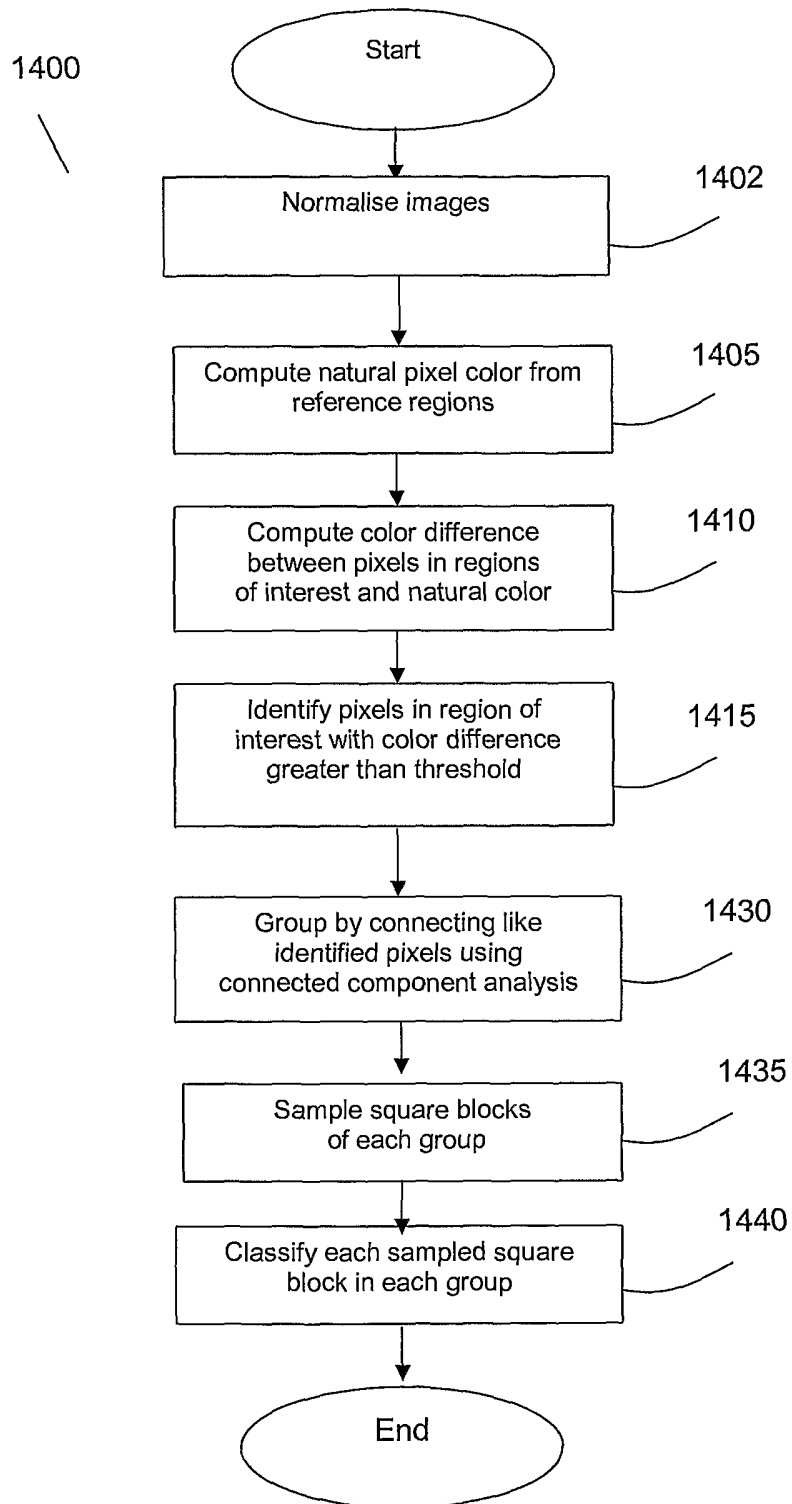 Start
1400
Normalise images
1402
Compute natural pixel color from
reference regions
1405
Compute color difference
between pixels in regions
of interest and natural color
1410
Identify pixels in region of
interest with color difference
greater than threshold
1415
Group by connecting like
identified pixels using
connected component analysis
1430
Sample square blocks
of each group
1435
Classify each sampled square
block in each group
1440
End